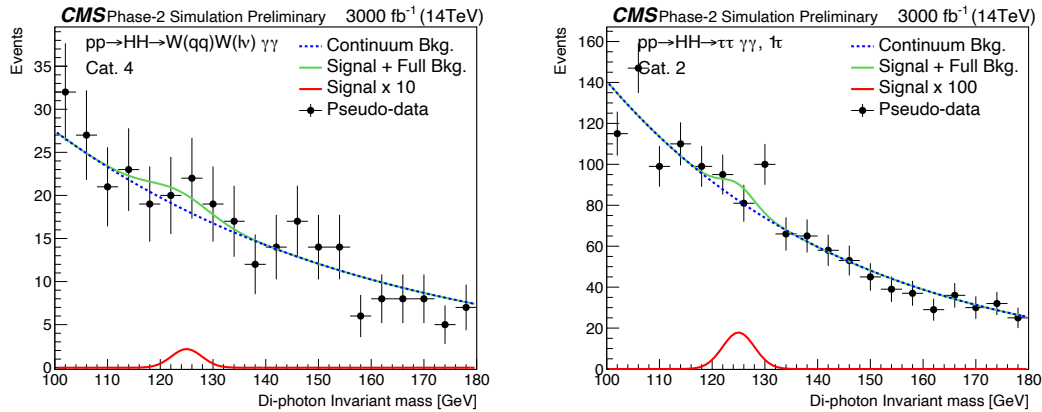 CMS Phase-2 Simulation Preliminary 3000 fb⁻¹ (14TeV)
Events
pp→HH→W(qq)W(lν) γγ
Cat. 4
Continuum Bkg.
Signal + Full Bkg.
Signal x 10
Pseudo-data
35
30
25
20
15
10
5
0
100 110 120 130 140 150 160 170 180
Di-photon Invariant mass [GeV]
CMS Phase-2 Simulation Preliminary 3000 fb⁻¹ (14TeV)
Events
pp→HH→ττ γγ, 1π
Cat. 2
Continuum Bkg.
Signal + Full Bkg.
Signal x 100
Pseudo-data
160
140
120
100
80
60
40
20
0
100 110 120 130 140 150 160 170 180
Di-photon Invariant mass [GeV]